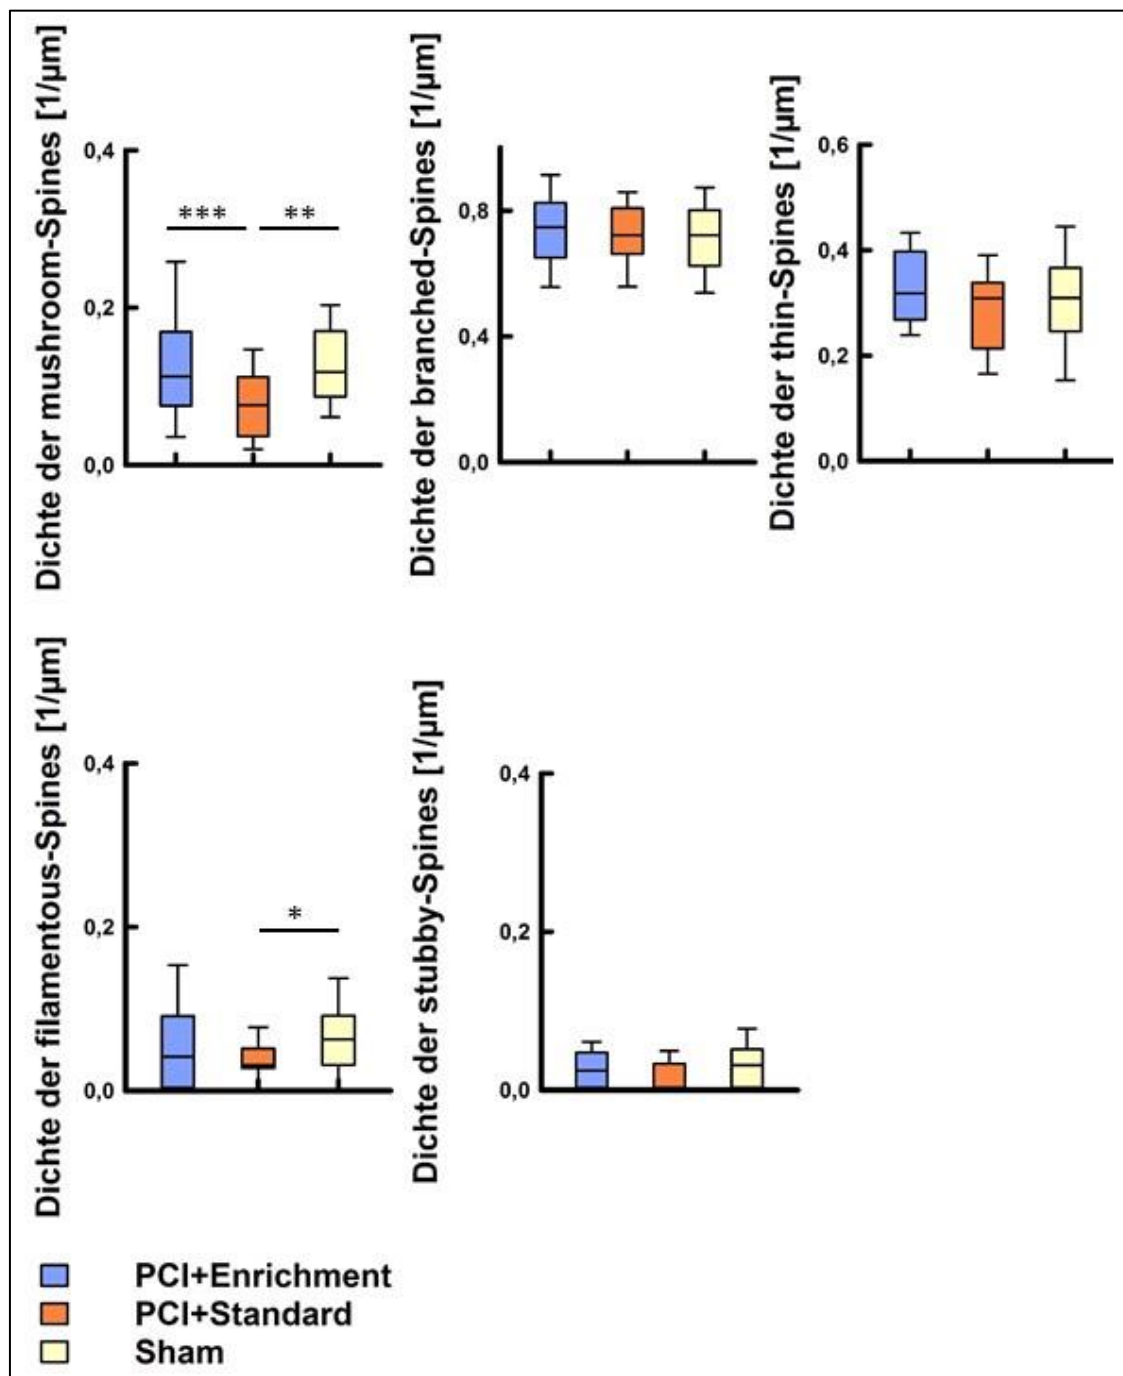 Dichte der mushroom-Spines [1/µm]
0,4
0,2
0,0
***
**
Dichte der branched-Spines [1/µm]
0,8
0,4
0,0
Dichte der thin-Spines [1/µm]
0,6
0,4
0,2
0,0
Dichte der filamentous-Spines [1/µm]
0,4
0,2
0,0
*
Dichte der stubby-Spines [1/µm]
0,4
0,2
0,0
PCI+Enrichment
PCI+Standard
Sham